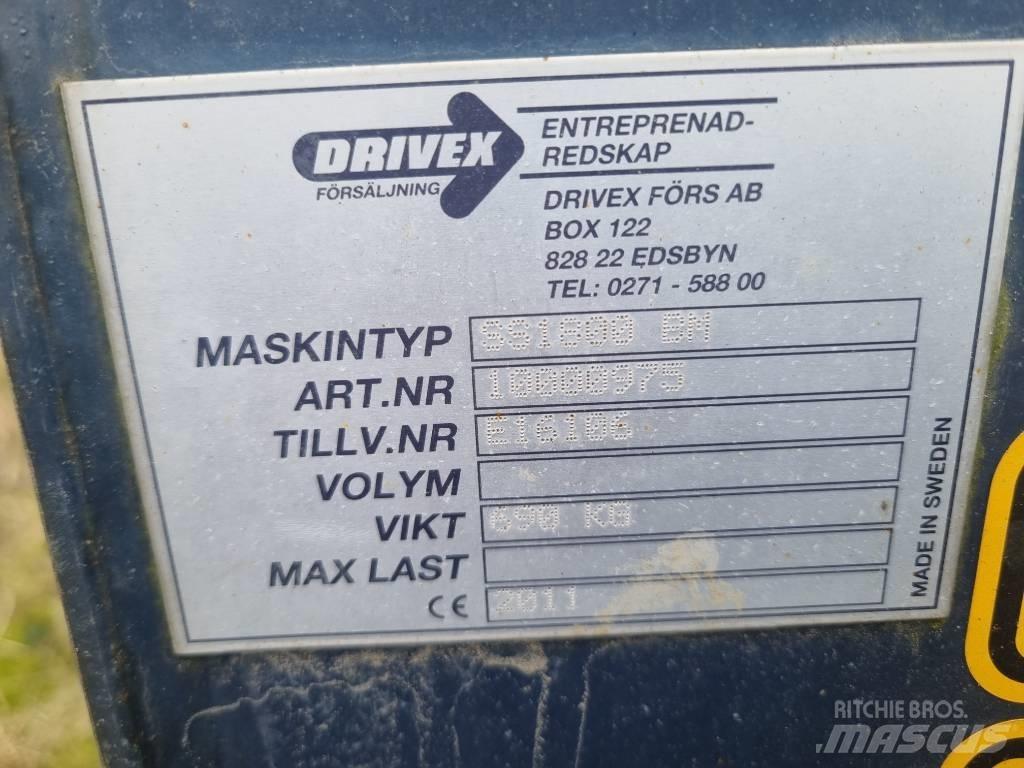 DRIVEX
FÖRSÄLJNING
ENTREPRENAD-
REDSKAP
DRIVEX FÖRS AB
BOX 122
828 22 EDSBYN
TEL: 0271 - 588 00
MASKINTYP SS1800 BM
ART.NR 10000975
TILLV.NR E16106
VOLYM
VIKT 690 KG
MAX LAST
CE 2011
MADE IN SWEDEN
RITCHIE BROS.
MASCUS